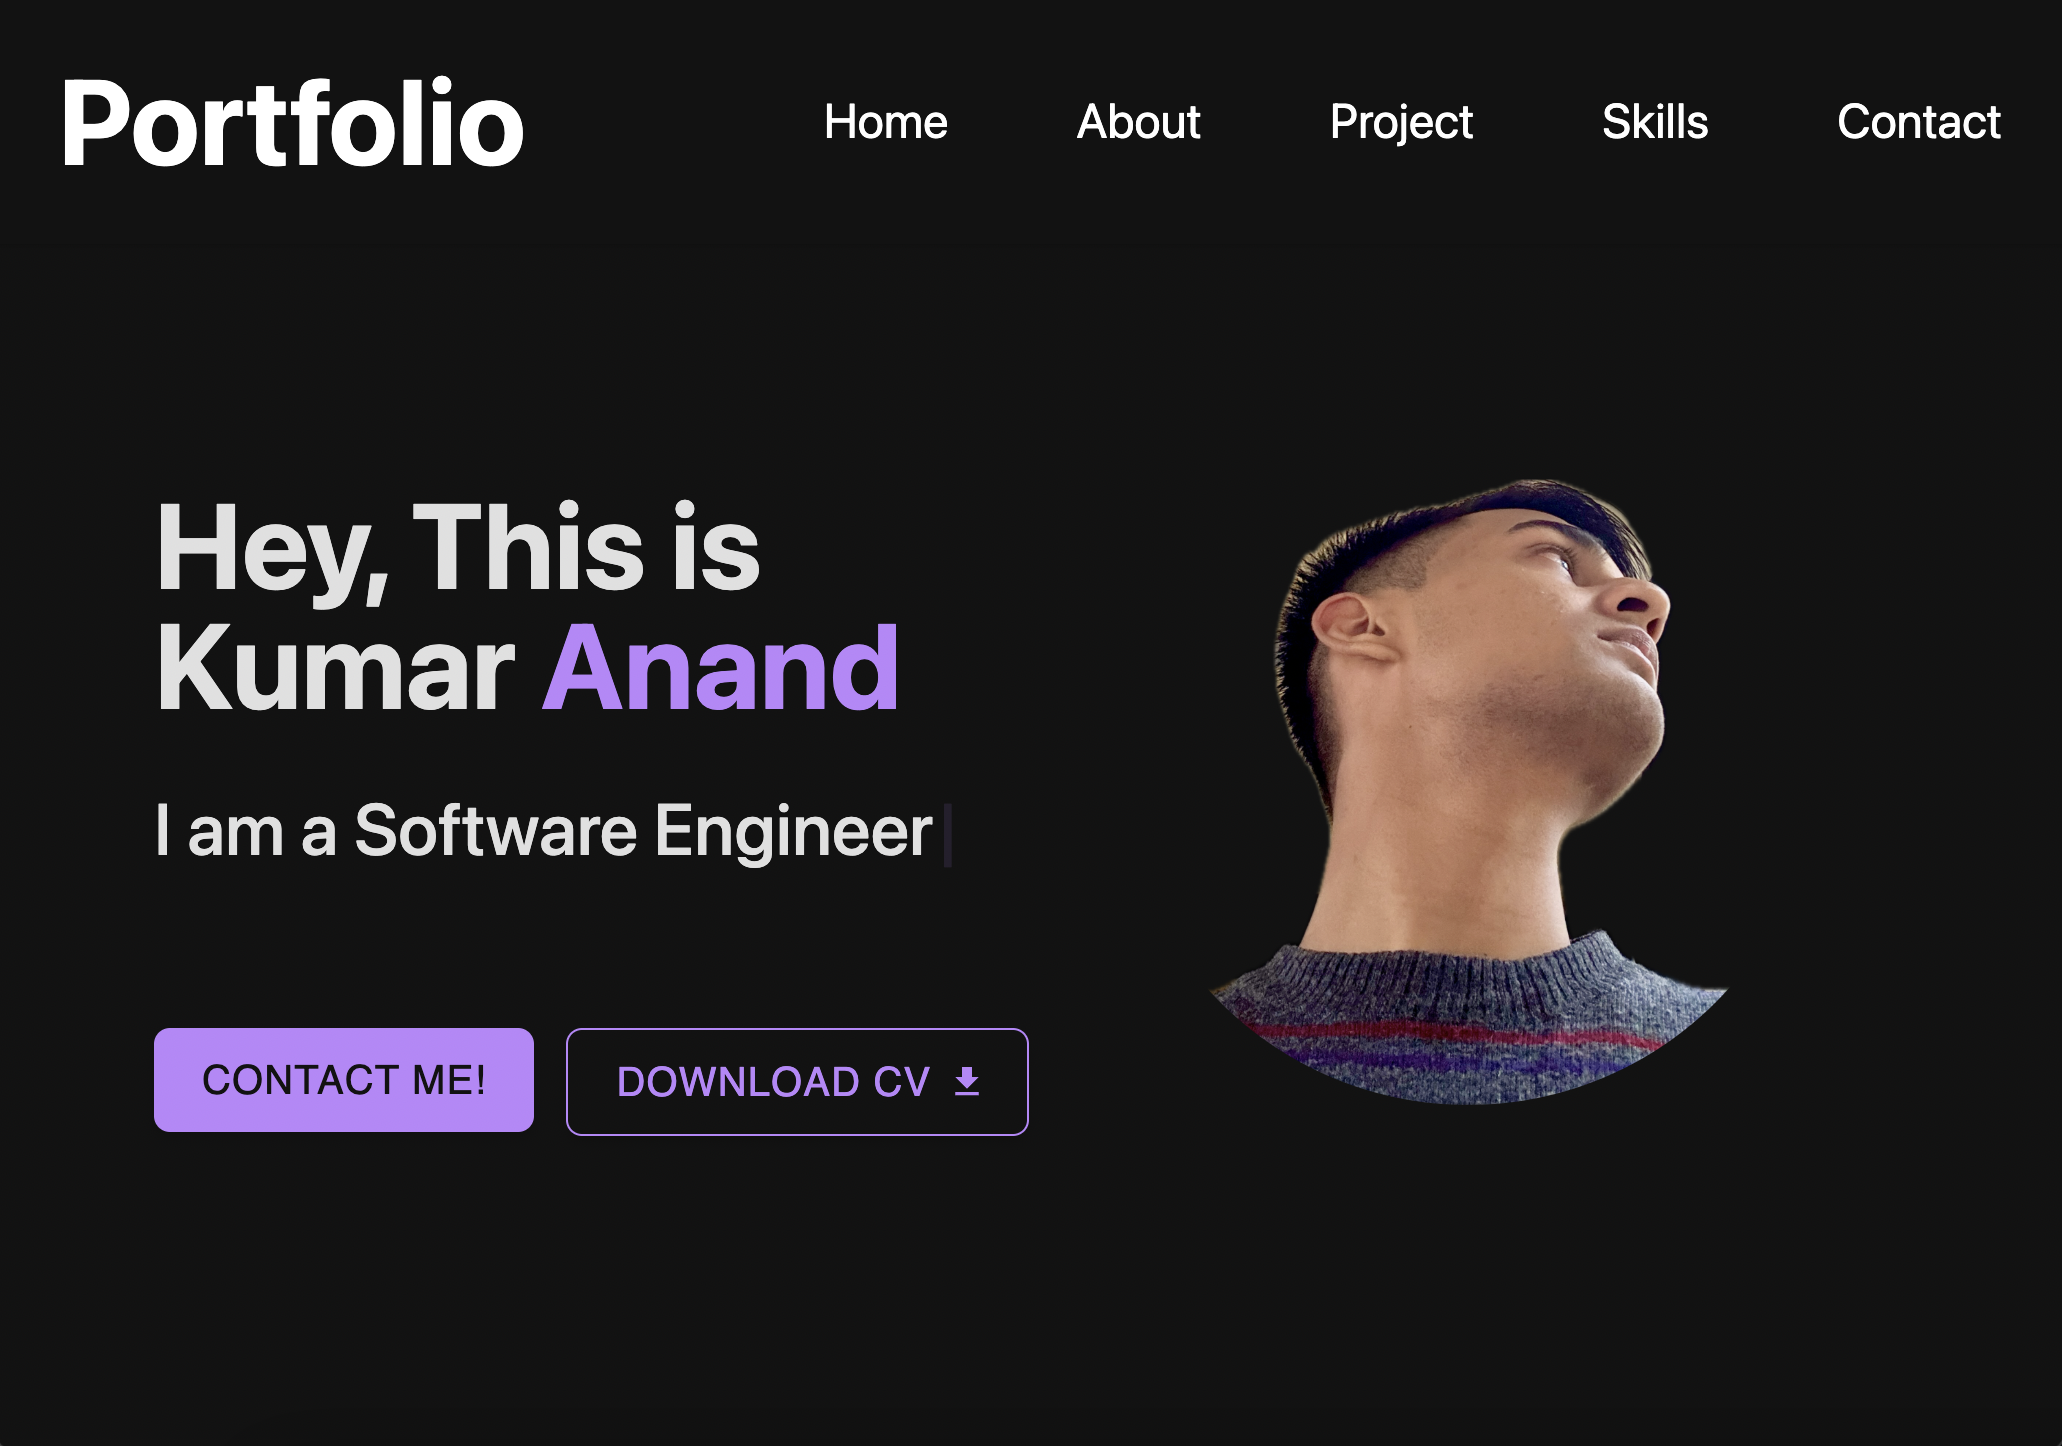 Portfolio
Home
About
Project
Skills
Contact
Hey, This is
Kumar Anand
I am a Software Engineer
CONTACT ME!
DOWNLOAD CV